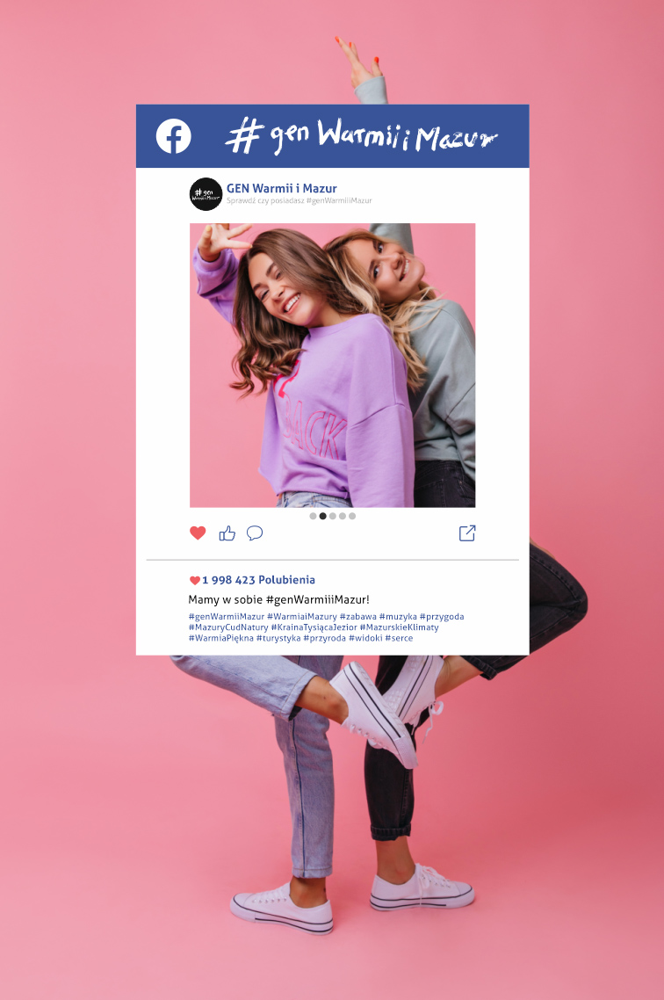 #gen Warmii i Mazur
#gen
Warmii i Mazur
GEN Warmii i Mazur
Sprawdź czy posiadasz #genWarmiiiMazur
BACK
1 998 423 Polubienia
Mamy w sobie #genWarmiiiMazur!
#genWarmiiMazur #WarmiaiMazury #zabawa #muzyka #przygoda
#MazuryCudNatury #KrainaTysiącaJezior #MazurskieKlimaty
#WarmiaPiękna #turystyka #przyroda #widoki #serce